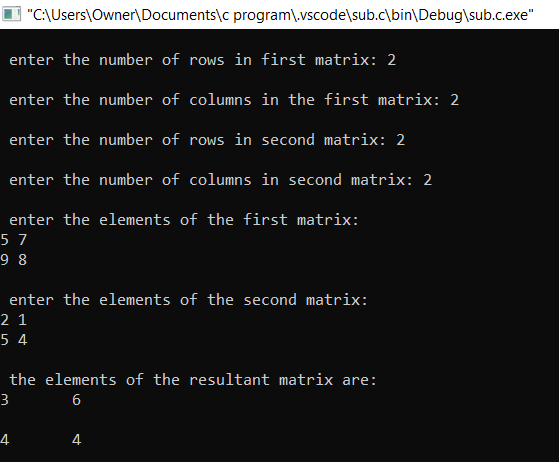 "C:\Users\Owner\Documents\c program\.vscode\sub.c\bin\Debug\sub.c.exe"
enter the number of rows in first matrix: 2
enter the number of columns in the first matrix: 2
enter the number of rows in second matrix: 2
enter the number of columns in second matrix: 2
enter the elements of the first matrix:
5 7
9 8
enter the elements of the second matrix:
2 1
5 4
the elements of the resultant matrix are:
3 6
4 4